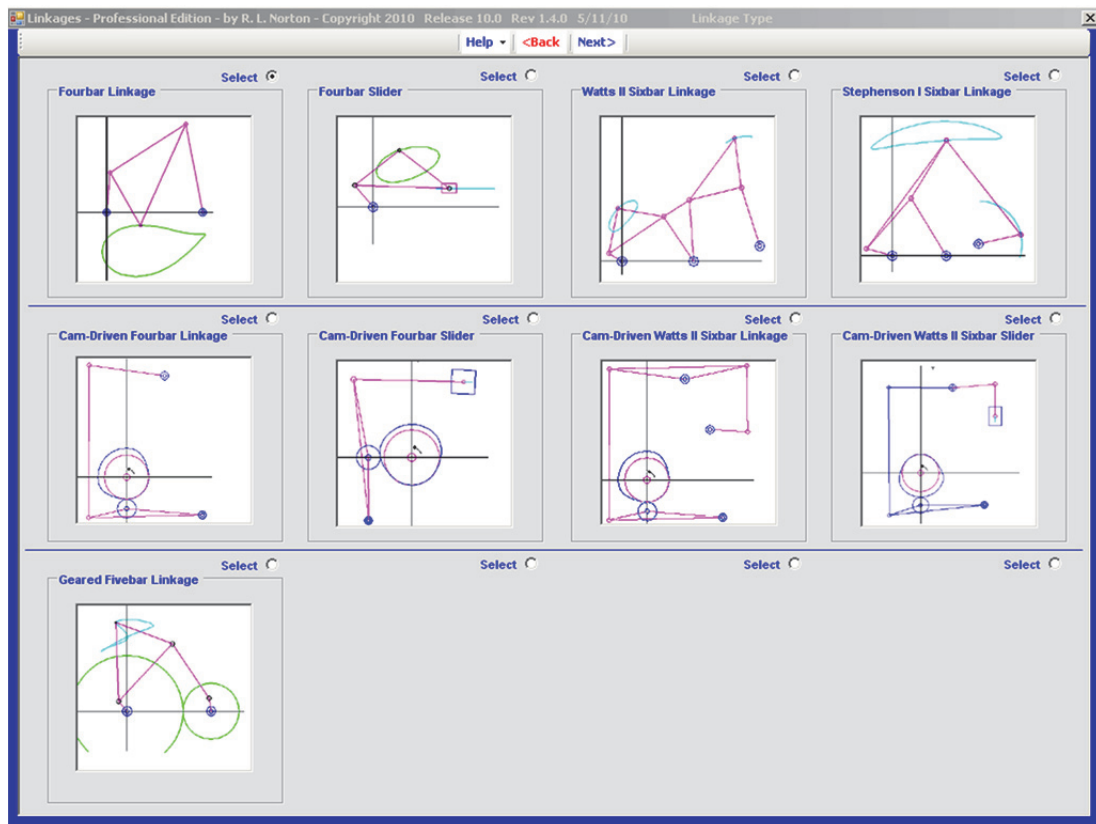 Linkages - Professional Edition - by R. L. Norton - Copyright 2010 Release 10.0 Rev 1.4.0 5/11/10 Linkage Type
Help <Back Next>
Select Select Select Select
Fourbar Linkage Fourbar Slider Watts II Sixbar Linkage Stephenson I Sixbar Linkage
Select Select Select Select
Cam-Driven Fourbar Linkage Cam-Driven Fourbar Slider Cam-Driven Watts II Sixbar Linkage Cam-Driven Watts II Sixbar Slider
Select Select Select Select
Geared Fivebar Linkage